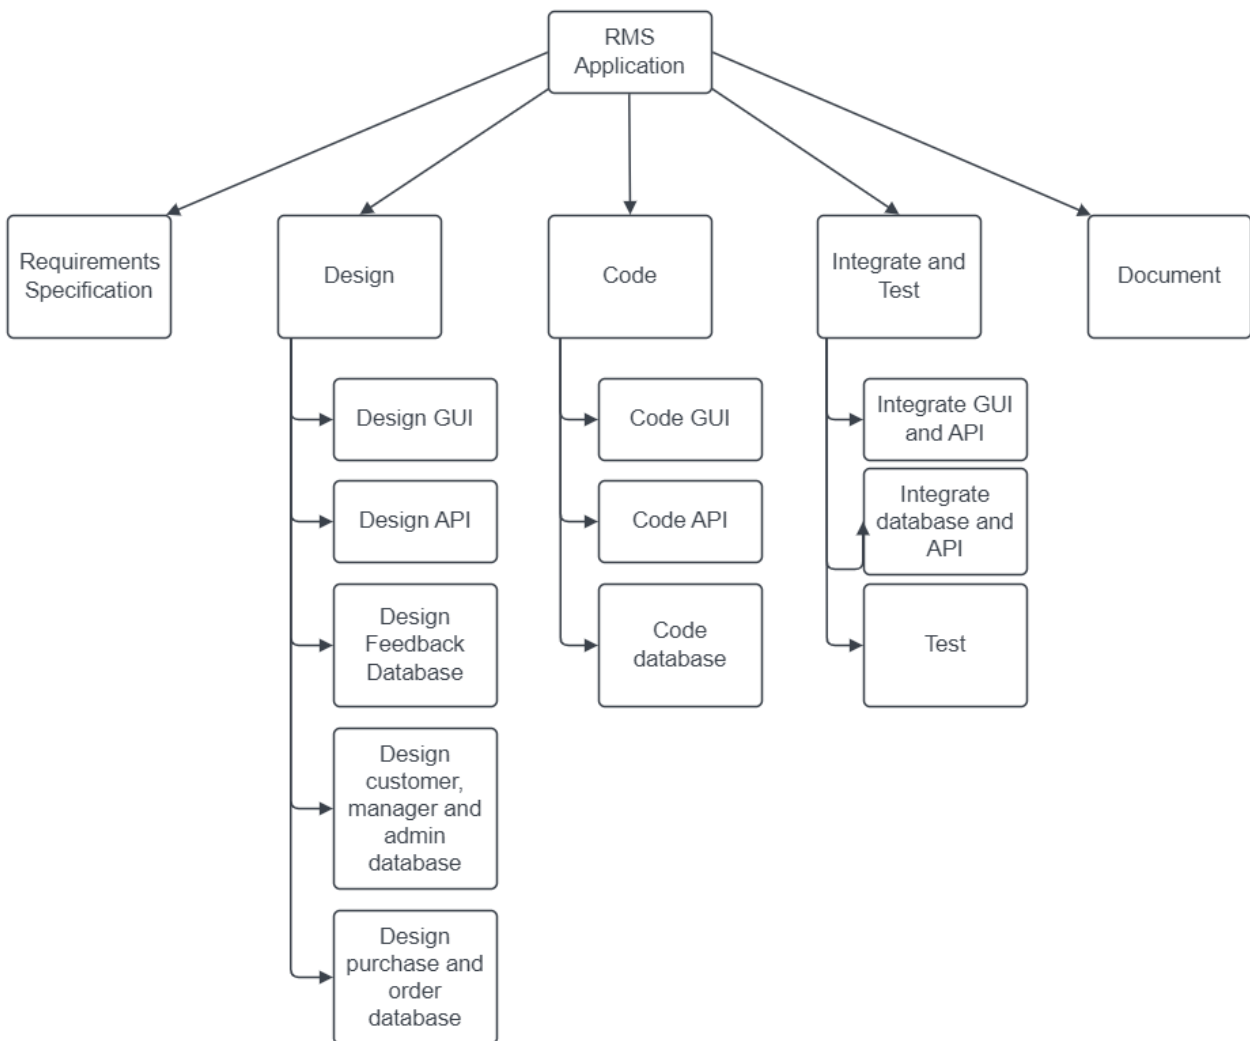 RMS
Application
Requirements
Specification
Design
Code
Integrate and
Test
Document
Design GUI
Design API
Design
Feedback
Database
Design
customer,
manager and
admin
database
Design
purchase and
order
database
Code GUI
Code API
Code
database
Integrate GUI
and API
Integrate
database and
API
Test